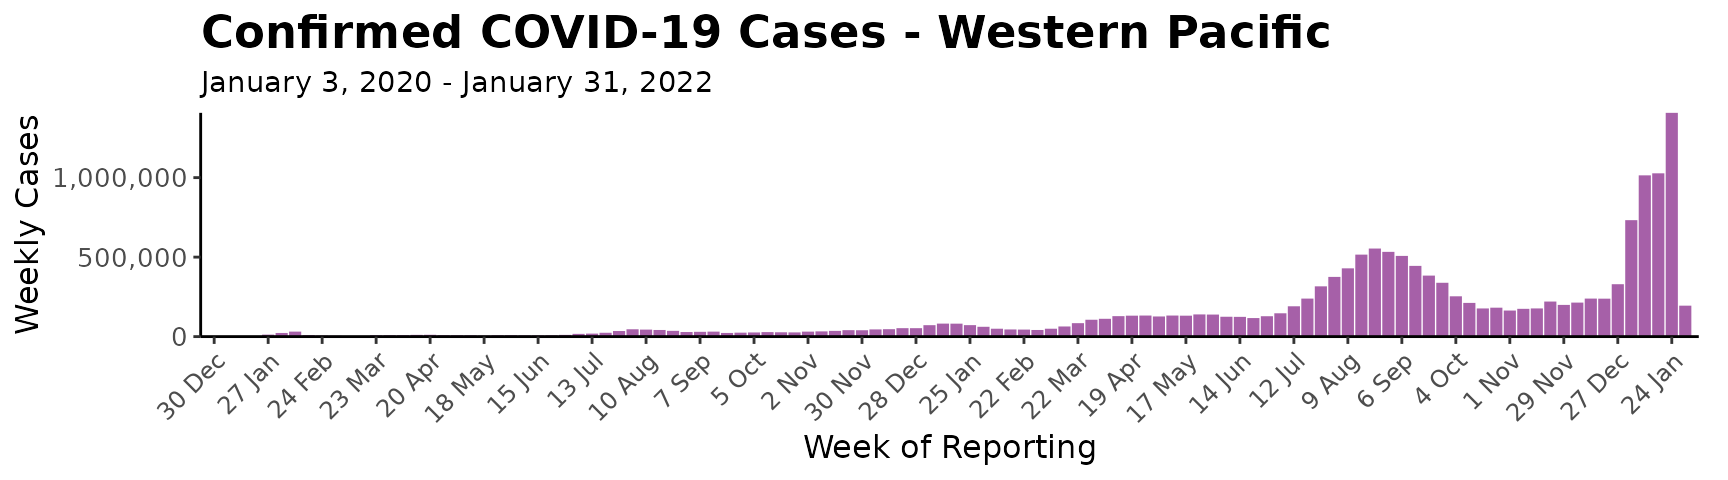 Confirmed COVID-19 Cases - Western Pacific
January 3, 2020 - January 31, 2022
Weekly Cases
1,000,000
500,000
0
30 Dec
27 Jan
24 Feb
23 Mar
20 Apr
18 May
15 Jun
13 Jul
10 Aug
7 Sep
5 Oct
2 Nov
30 Nov
28 Dec
25 Jan
22 Feb
22 Mar
19 Apr
17 May
14 Jun
12 Jul
9 Aug
6 Sep
4 Oct
1 Nov
29 Nov
27 Dec
24 Jan
Week of Reporting